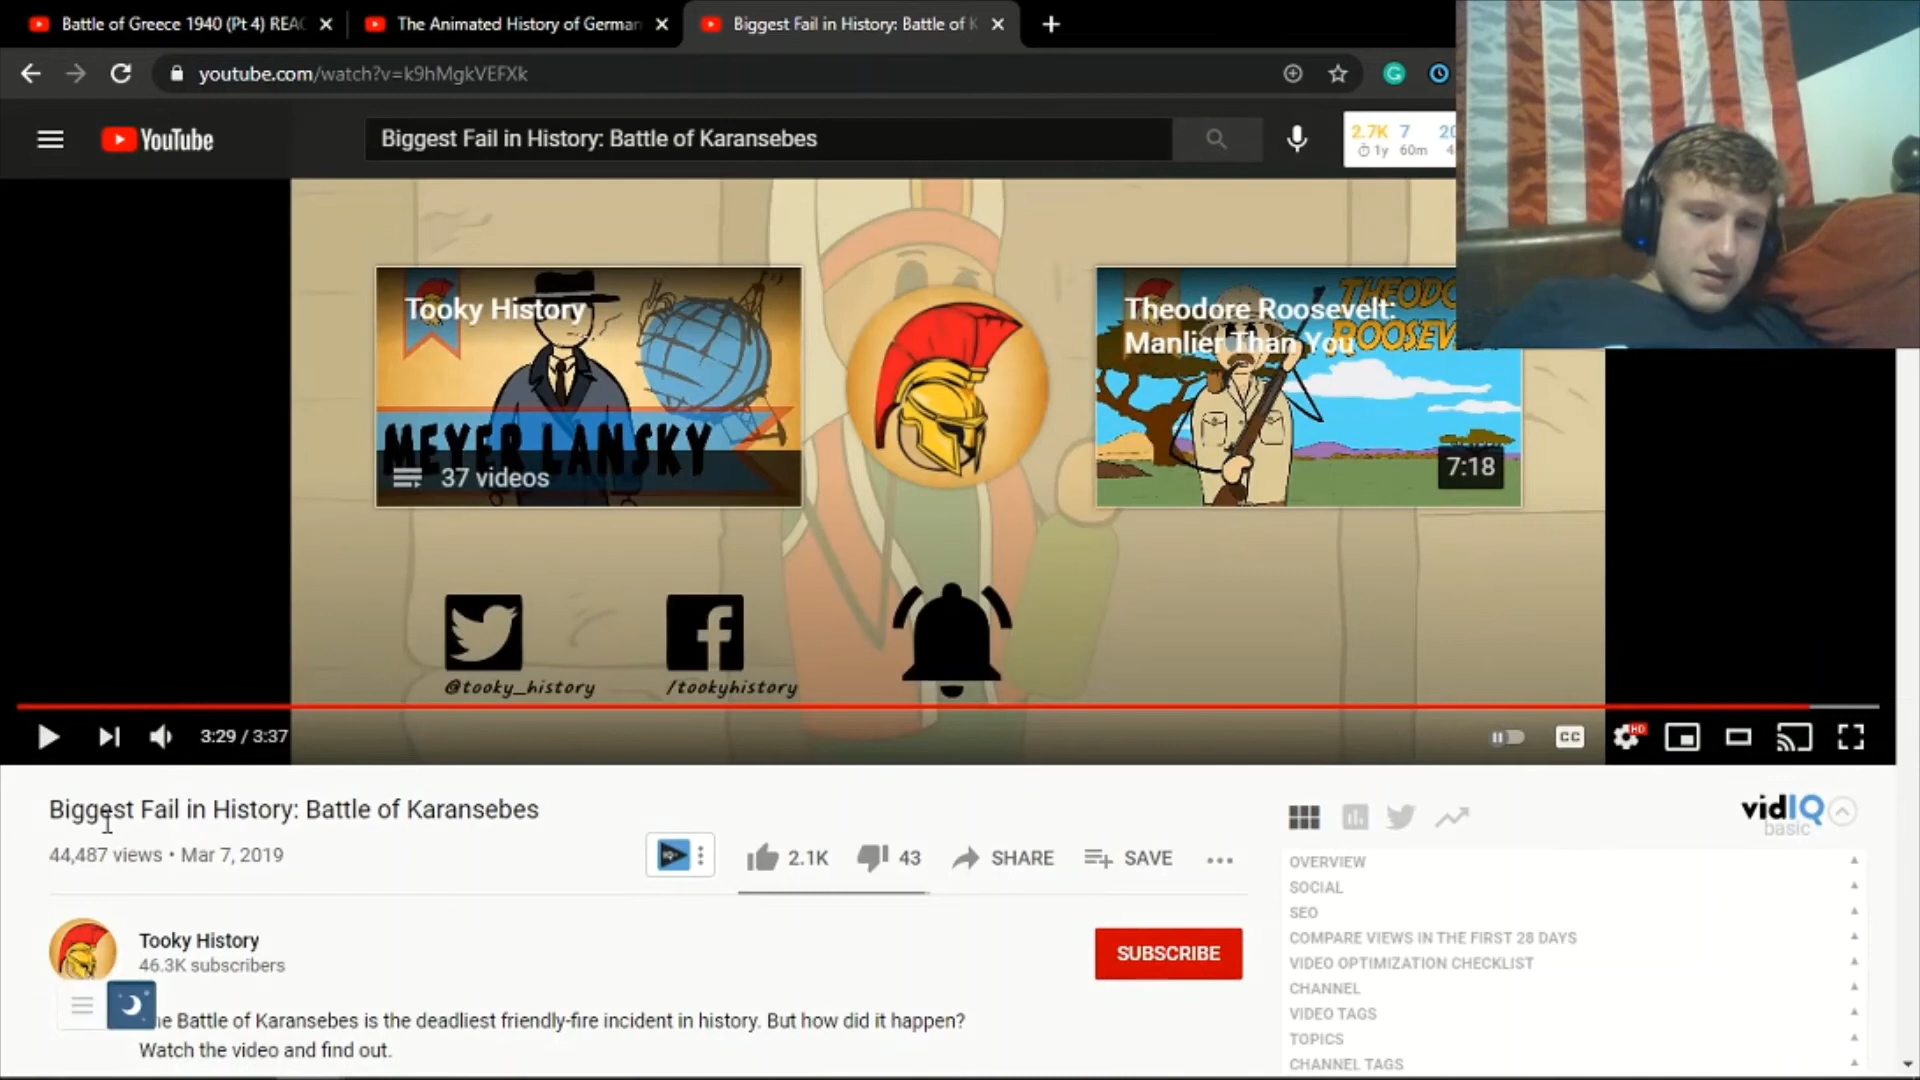 Battle of Greece 1940 (Pt 4) REAC
The Animated History of German
Biggest Fail in History: Battle of K
youtube.com/watch?v=k9hMgkVEFXk
YouTube
Biggest Fail in History: Battle of Karansebes
2.7K 7 20
1y 60m 4
Tooky History
MEYER LANSKY
37 videos
THEODO
ROOSEV
Theodore Roosevelt:
Manlier Than You
7:18
@tooky_history
/tookyhistory
3:29 / 3:37
CC
HD
Biggest Fail in History: Battle of Karansebes
44,487 views • Mar 7, 2019
2.1K
43
SHARE
SAVE
vidIQ
basic
Tooky History
46.3K subscribers
SUBSCRIBE
he Battle of Karansebes is the deadliest friendly-fire incident in history. But how did it happen?
Watch the video and find out.
OVERVIEW
SOCIAL
SEO
COMPARE VIEWS IN THE FIRST 28 DAYS
VIDEO OPTIMIZATION CHECKLIST
CHANNEL
VIDEO TAGS
TOPICS
CHANNEL TAGS